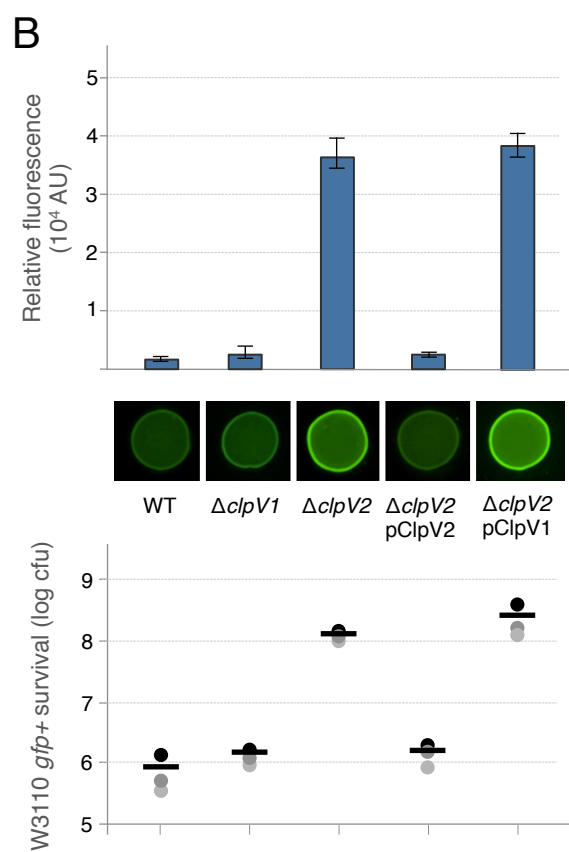 B
Relative fluorescence
(10⁴ AU)
5
4
3
2
1
WT
ΔclpV1
ΔclpV2
ΔclpV2
pClpV2
ΔclpV2
pClpV1
W3110 gfp+ survival (log cfu)
9
8
7
6
5